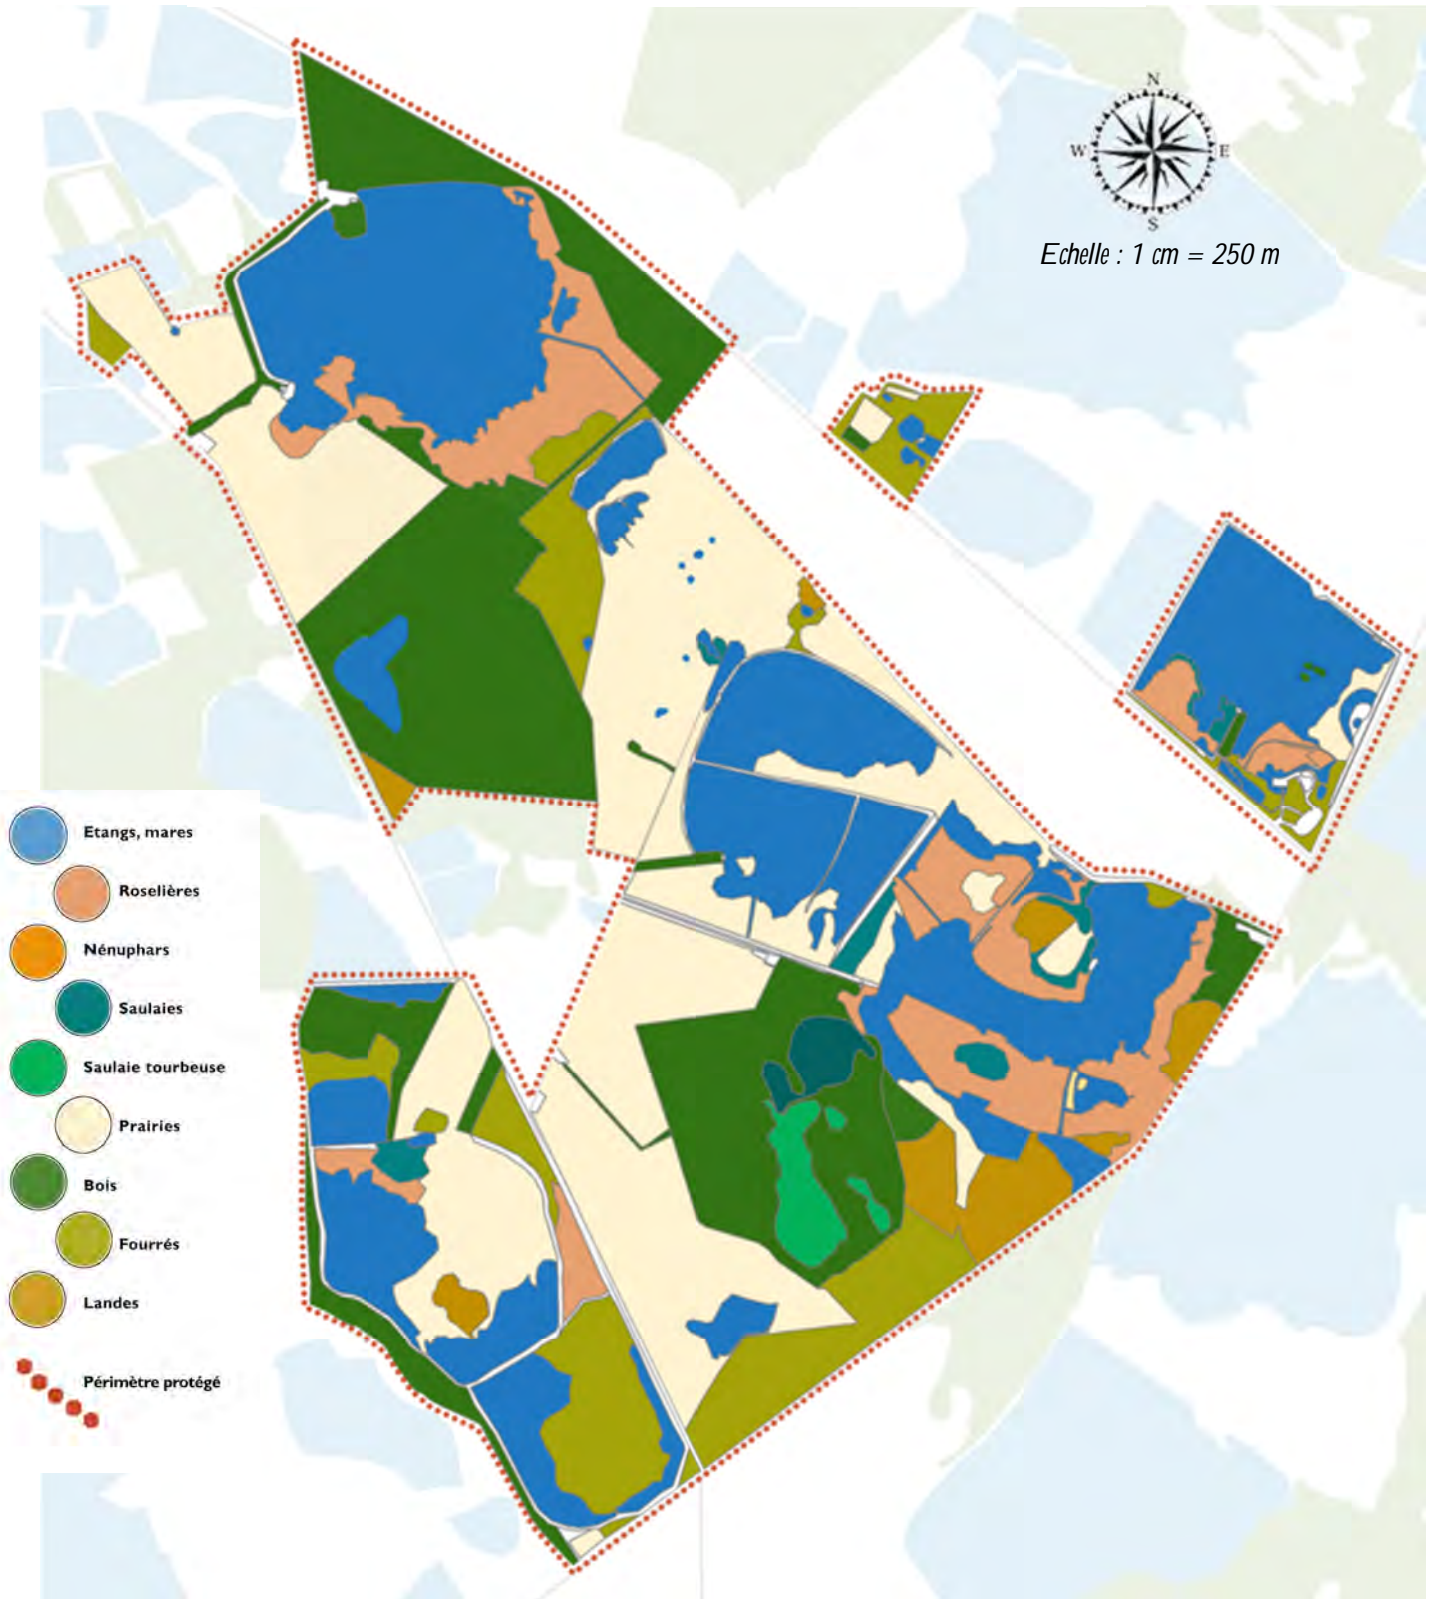 N
W E
S
Echelle : 1 cm = 250 m
Etangs, mares
Roselières
Nénuphars
Saulaies
Saulaie tourbeuse
Prairies
Bois
Fourrés
Landes
Périmètre protégé